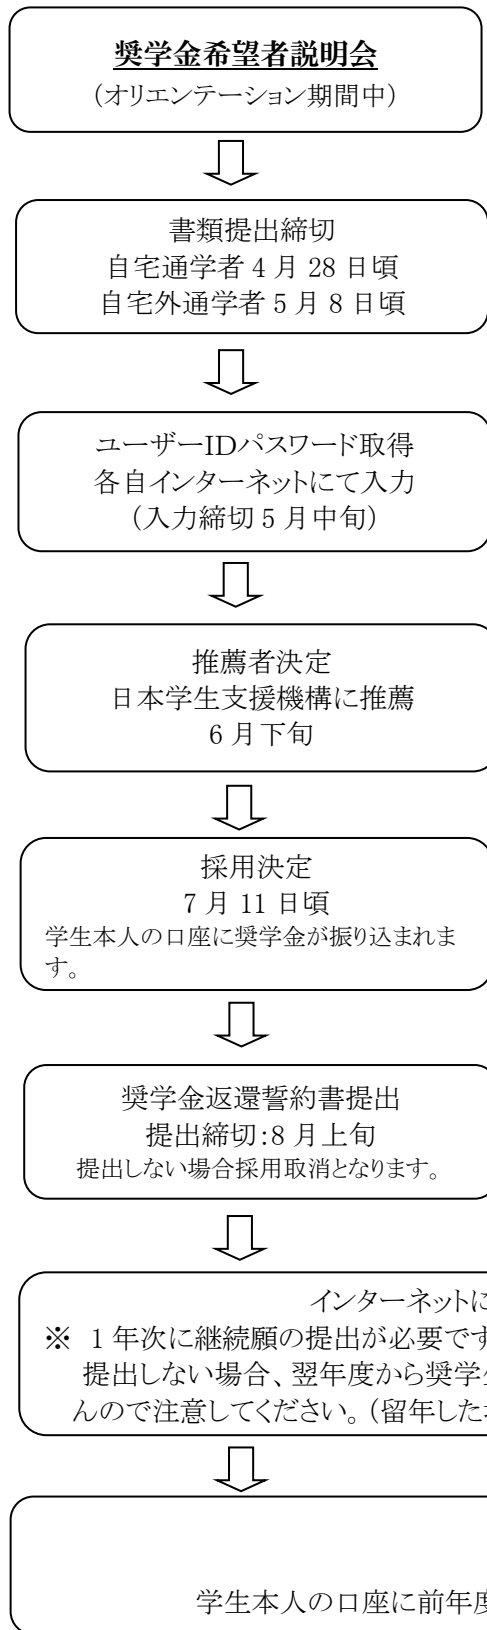 奨学金希望者説明会
（オリエンテーション期間中）
書類提出締切
自宅通学者 4 月 28 日頃
自宅外通学者 5 月 8 日頃
ユーザーIDパスワード取得
各自インターネットにて入力
（入力締切 5 月中旬）
推薦者決定
日本学生支援機構に推薦
6 月下旬
採用決定
7 月 11 日頃
学生本人の口座に奨学金が振り込まれま
す。
奨学金返還誓約書提出
提出締切:8 月上旬
提出しない場合採用取消となります。
インターネットに
※ 1 年次に継続願の提出が必要です
提出しない場合、翌年度から奨学
んので注意してください。（留年した
学生本人の口座に前年度